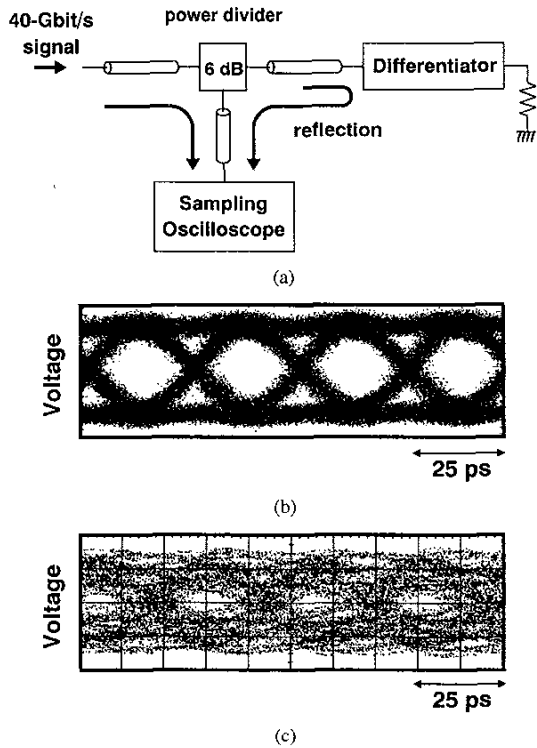 power divider
40-Gbit/s
signal
6 dB
Differentiator
reflection
Sampling
Oscilloscope
(a)
Voltage
25 ps
(b)
Voltage
25 ps
(c)